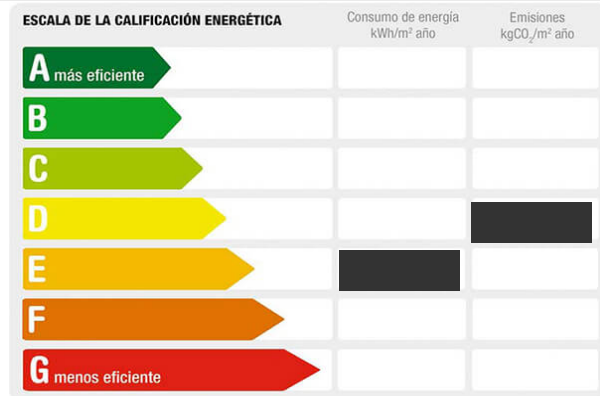 ESCALA DE LA CALIFICACIÓN ENERGÉTICA
Consumo de energía
kWh/m² año
Emisiones
kgCO₂/m² año
A más eficiente
B
C
D
E
F
G menos eficiente